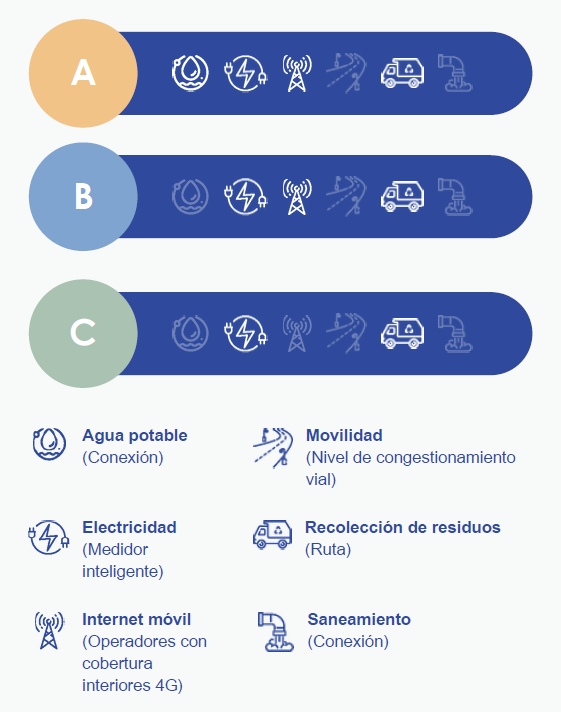 A
B
C
Agua potable
(Conexión)
Movilidad
(Nivel de congestionamiento
vial)
Electricidad
(Medidor
inteligente)
Recolección de residuos
(Ruta)
Internet móvil
(Operadores con
cobertura
interiores 4G)
Saneamiento
(Conexión)